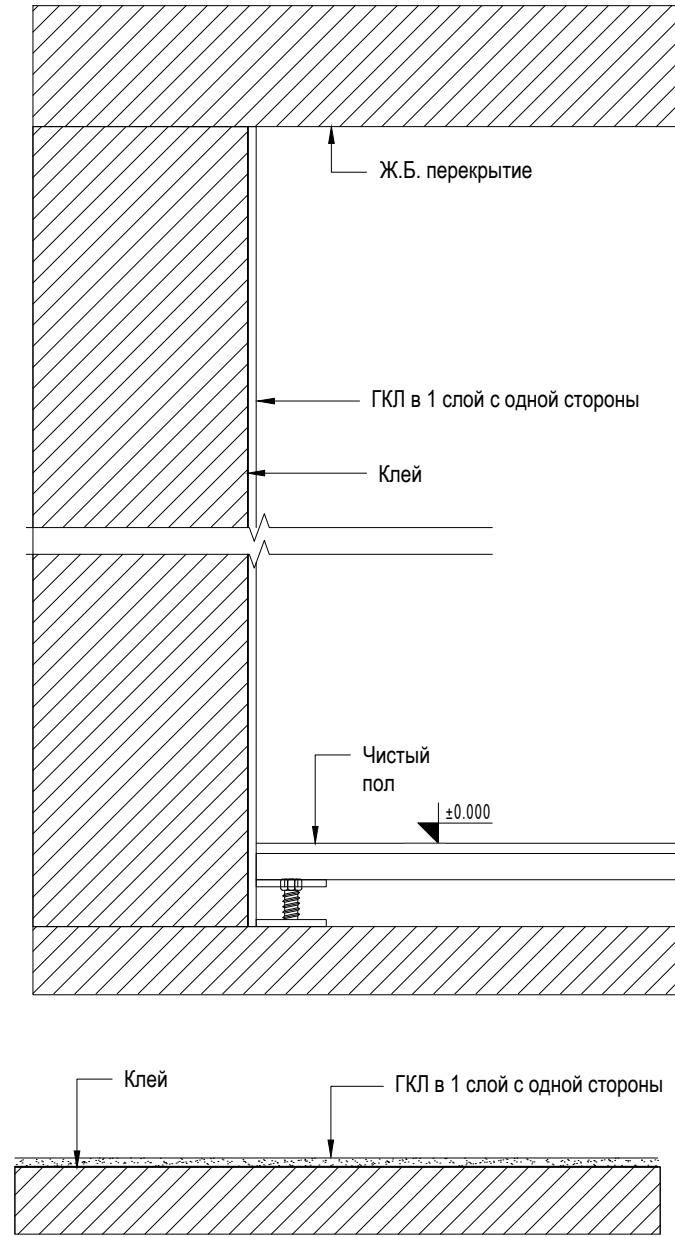 Ж.Б. перекрытие
ГКЛ в 1 слой с одной стороны
Клей
Чистый
пол
±0.000
Клей
ГКЛ в 1 слой с одной стороны